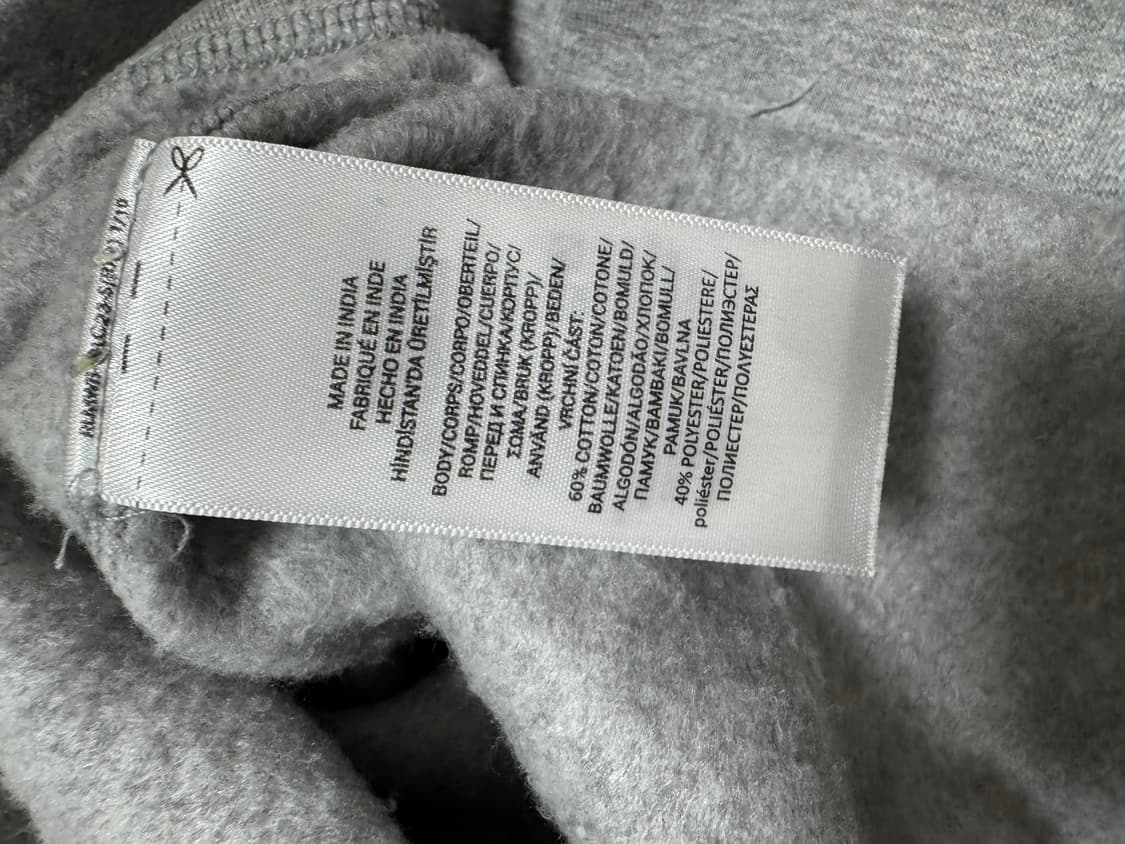 MADE IN INDIA
FABRIQUÉ EN INDE
HECHO EN INDIA
HİNDİSTAN'DA ÜRETİLMİŞTİR
BODY/CORPS/CORPO/OBERTEIL/
ROMP/HOVEDDEL/CUERPO/
ПЕРЕД И СПИНКА/КОРПУС/
ΣΩΜΑ/BRUK (KROPP)/
ANVÄND (KROPP)/BEDEN/
VRCHNÍ ČÁST:
60% COTTON/COTON/COTONE/
BAUMWOLLE/KATOEN/BOMULD/
ALGODÓN/ALGODÃO/ХЛОПОК/
ПАМУК/BAMBAKI/BOMULL/
PAMUK/BAVLNA
40% POLYESTER/POLIESTERE/
poliéster/POLIÉSTER/ПОЛИЭСТЕР/
ПОЛИЕСТЕР/ΠΟΛΥΕΣΤΕΡΑΣ